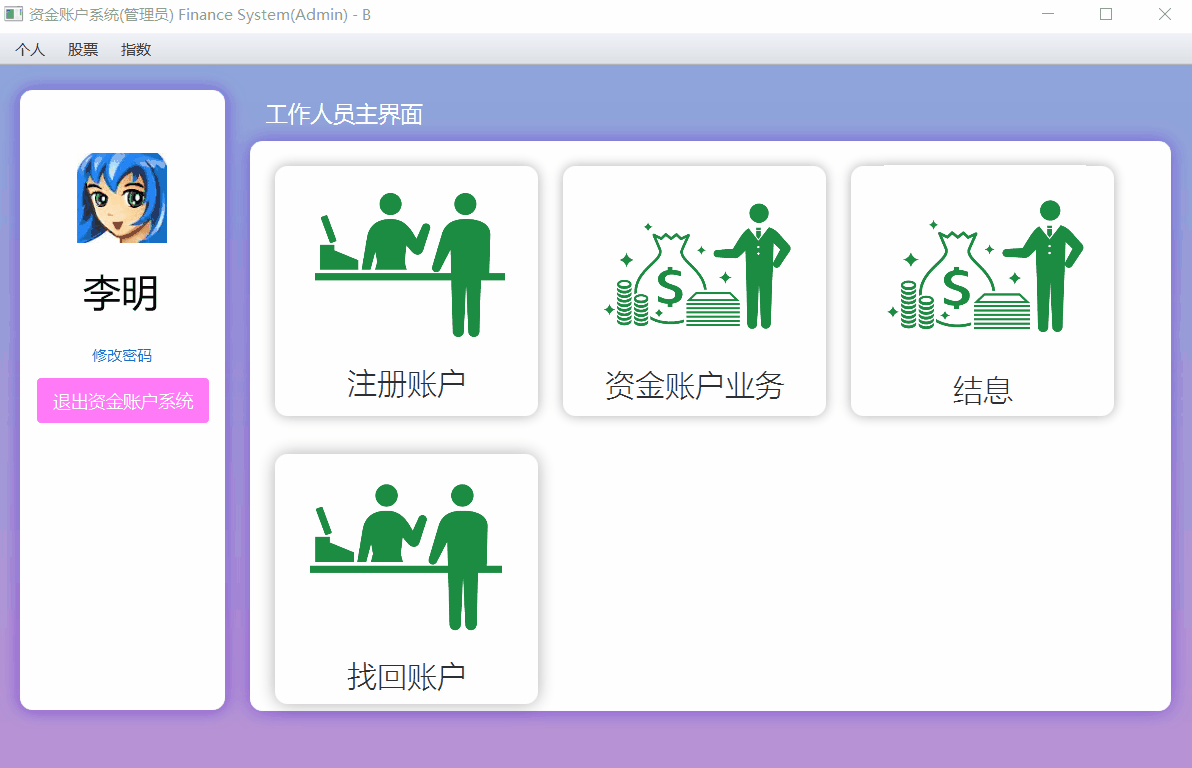 资金账户系统(管理员) Finance System(Admin) - B
个人 股票 指数
工作人员主界面
李明
修改密码
退出资金账户系统
注册账户
资金账户业务
结息
找回账户